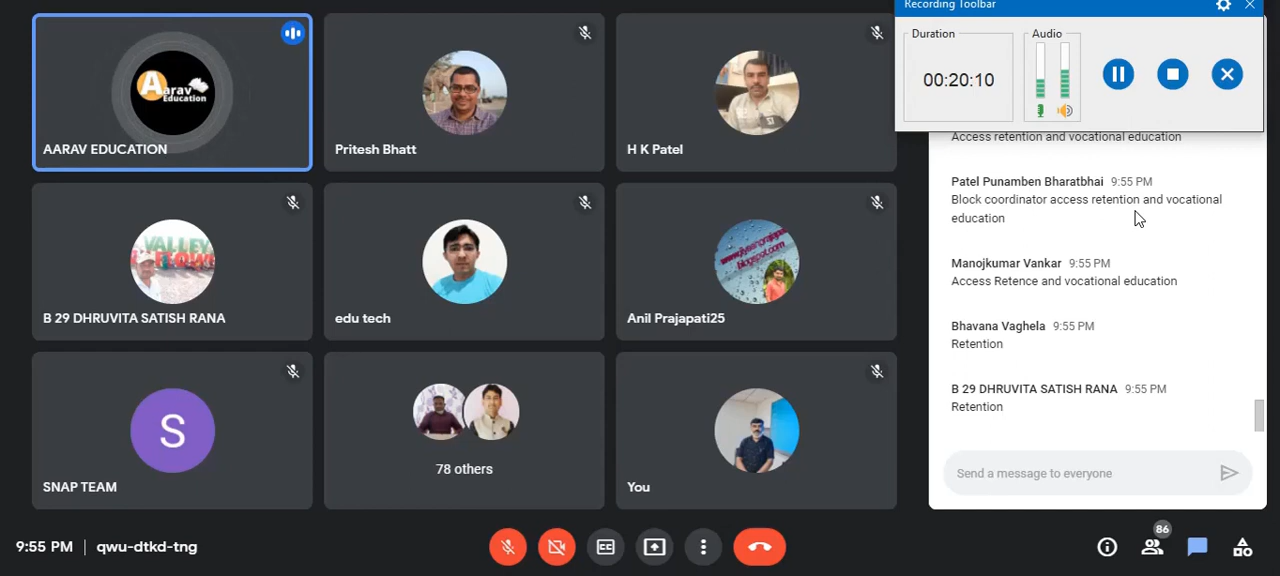 Recording Toolbar
Duration
00:20:10
Audio
Aarav
Education
AARAV EDUCATION
Pritesh Bhatt
H K Patel
VALLEY
B 29 DHRUVITA SATISH RANA
edu tech
Anil Prajapati25
S
SNAP TEAM
78 others
You
Access retention and vocational education
Patel Punamben Bharatbhai 9:55 PM
Block coordinator access retention and vocational
education
Manojkumar Vankar 9:55 PM
Access Retence and vocational education
Bhavana Vaghela 9:55 PM
Retention
B 29 DHRUVITA SATISH RANA 9:55 PM
Retention
Send a message to everyone
9:55 PM | qwu-dtkd-tng
CC
86